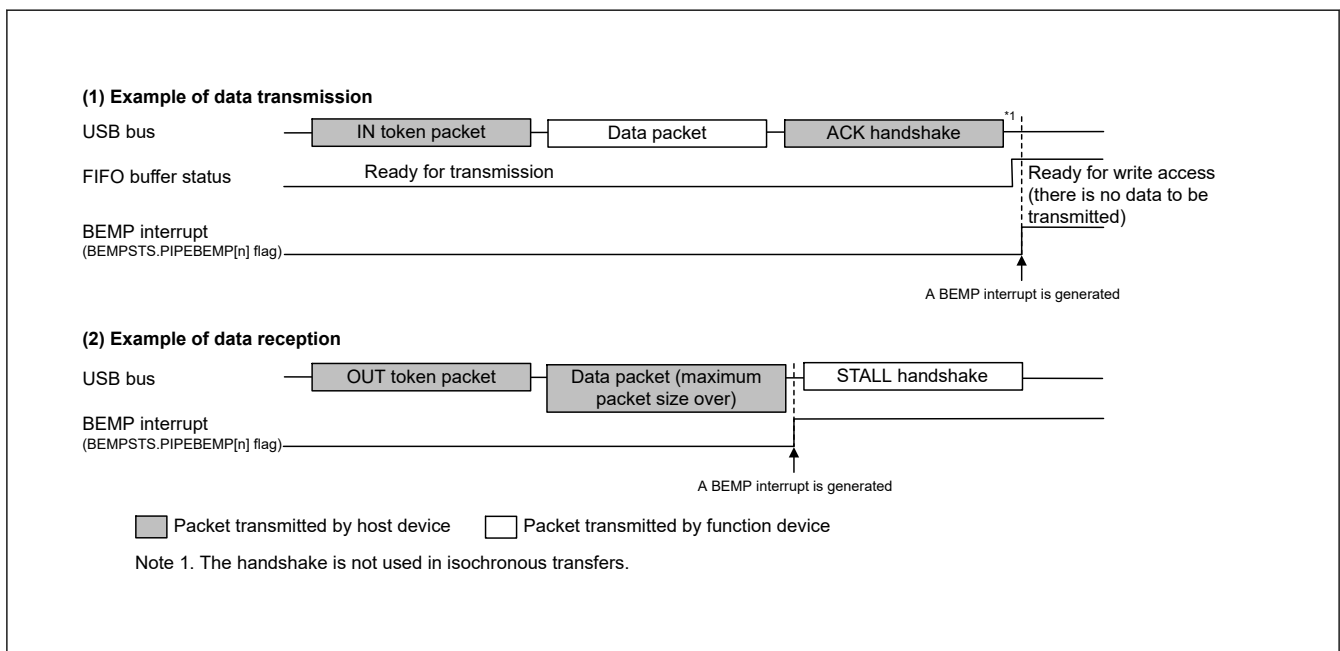 (1) Example of data transmission
USB bus
IN token packet
Data packet
ACK handshake
*1
FIFO buffer status
Ready for transmission
Ready for write access
(there is no data to be
transmitted)
BEMP interrupt
(BEMPSTS.PIPEBEMP[n] flag)
A BEMP interrupt is generated
(2) Example of data reception
USB bus
OUT token packet
Data packet (maximum
packet size over)
STALL handshake
BEMP interrupt
(BEMPSTS.PIPEBEMP[n] flag)
A BEMP interrupt is generated
Packet transmitted by host device
Packet transmitted by function device
Note 1. The handshake is not used in isochronous transfers.